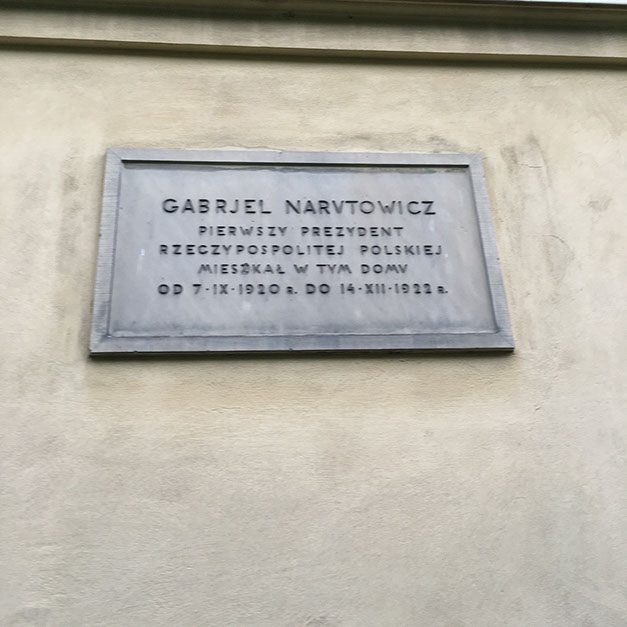 GABRJEL NARVTOWICZ
PIERWSZY PREZYDENT
RZECZYPOSPOLITEJ POLSKIEJ
MIESZKAŁ W TYM DOMV
OD 7·IX·1920 R. DO 14·XII·1922 R.